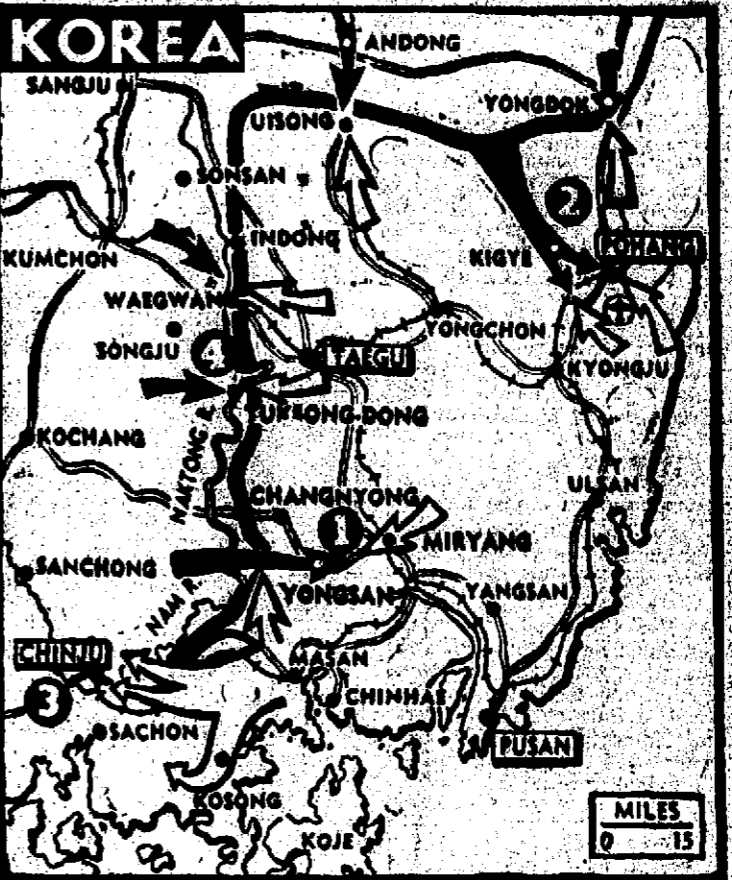 KOREA
ANDONG
SANGJU
YONGDOK
UISONG
SONSAN
2
INDONG
KUMCHON
KIGYE
POHANG
WAEGWAN
YONGCHON
SONGJU
4
TAEGU
KYONGJU
TUKSONG-DONG
KOCHANG
NAKTONG R.
CHANGNYONG
ULSAN
1
MIRYANG
SANCHONG
YONGSAN
YANGSAN
NAM R.
CHINJU
MASAN
3
CHINHAE
SACHON
PUSAN
KOSONG
MILES
0 15
KOJE